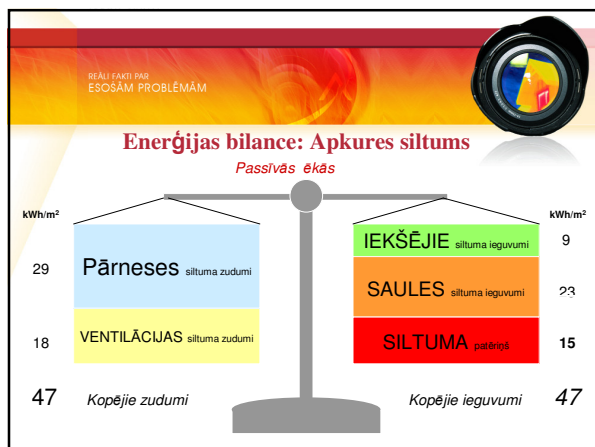 REĀLI FAKTI PAR
ESOŠĀM PROBLĒMĀM
Enerģijas bilance: Apkures siltums
Passīvās ēkās
kWh/m²
29
Pārneses siltuma zudumi
18
VENTILĀCIJAS siltuma zudumi
47
Kopējie zudumi
kWh/m²
IEKŠĒJIE siltuma ieguvumi
9
SAULES siltuma ieguvumi
23
SILTUMA patēriņš
15
Kopējie ieguvumi
47